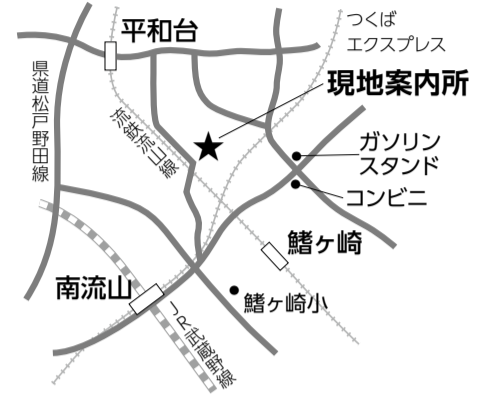 平和台
つくば
エクスプレス
県道松戸野田線
現地案内所
流鉄流山線
ガソリン
スタンド
コンビニ
鰭ヶ崎
南流山
鰭ヶ崎小
JR武蔵野線